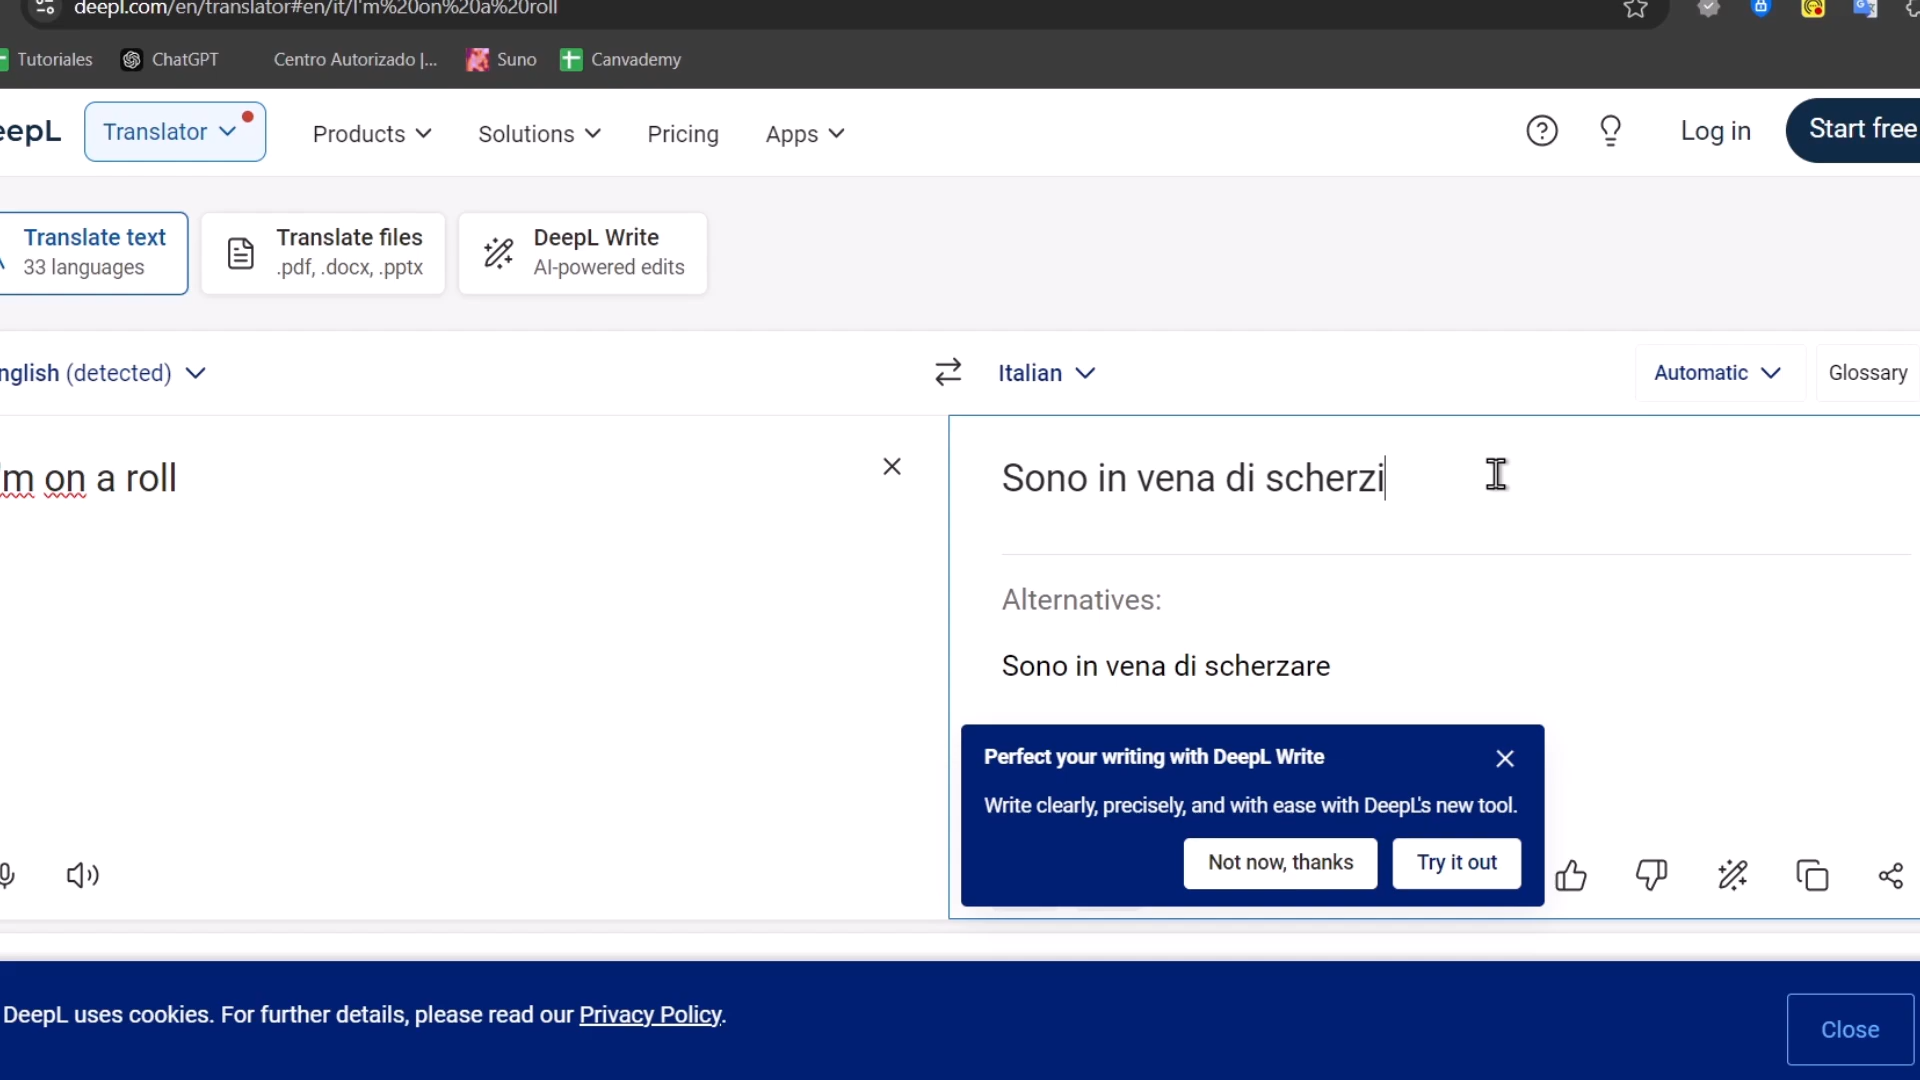 deepl.com/en/translator#en/it/I'm%20on%20a%20roll
Tutoriales ChatGPT Centro Autorizado |... Suno Canvademy
eepL Translator Products Solutions Pricing Apps Log in Start free
Translate text
33 languages
Translate files
.pdf, .docx, .pptx
DeepL Write
AI-powered edits
nglish (detected) Italian Automatic Glossary
'm on a roll
Sono in vena di scherzi
Alternatives:
Sono in vena di scherzare
Perfect your writing with DeepL Write
Write clearly, precisely, and with ease with DeepL's new tool.
Not now, thanks Try it out
DeepL uses cookies. For further details, please read our Privacy Policy.
Close